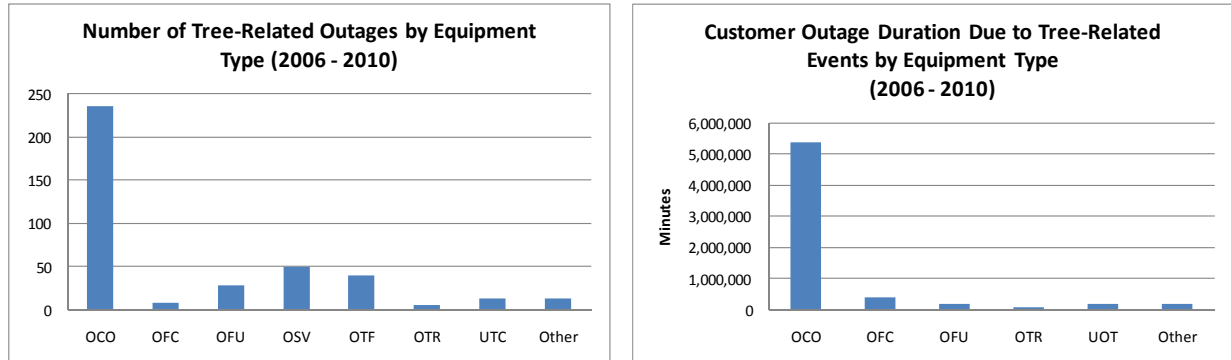 Number of Tree-Related Outages by Equipment
Type (2006 - 2010)
250
200
150
100
50
0
OCO OFC OFU OSV OTF OTR UTC Other
Customer Outage Duration Due to Tree-Related
Events by Equipment Type
(2006 - 2010)
Minutes
6,000,000
5,000,000
4,000,000
3,000,000
2,000,000
1,000,000
0
OCO OFC OFU OTR UOT Other